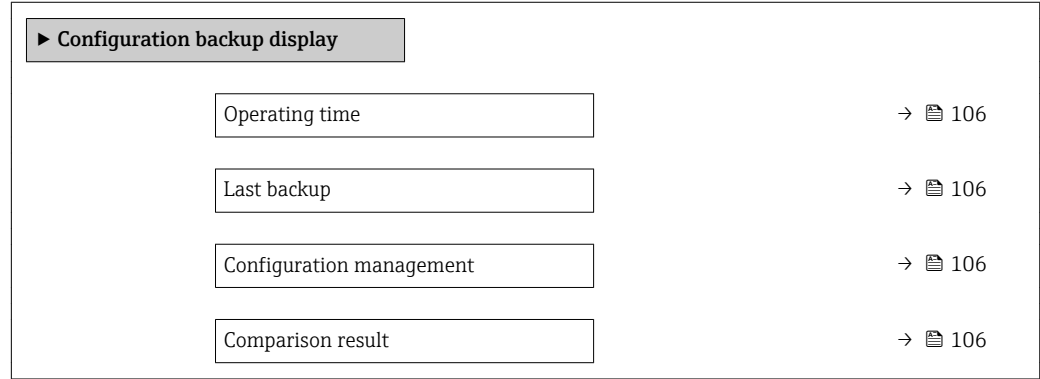 ▶ Configuration backup display
Operating time → 🖹 106
Last backup → 🖹 106
Configuration management → 🖹 106
Comparison result → 🖹 106